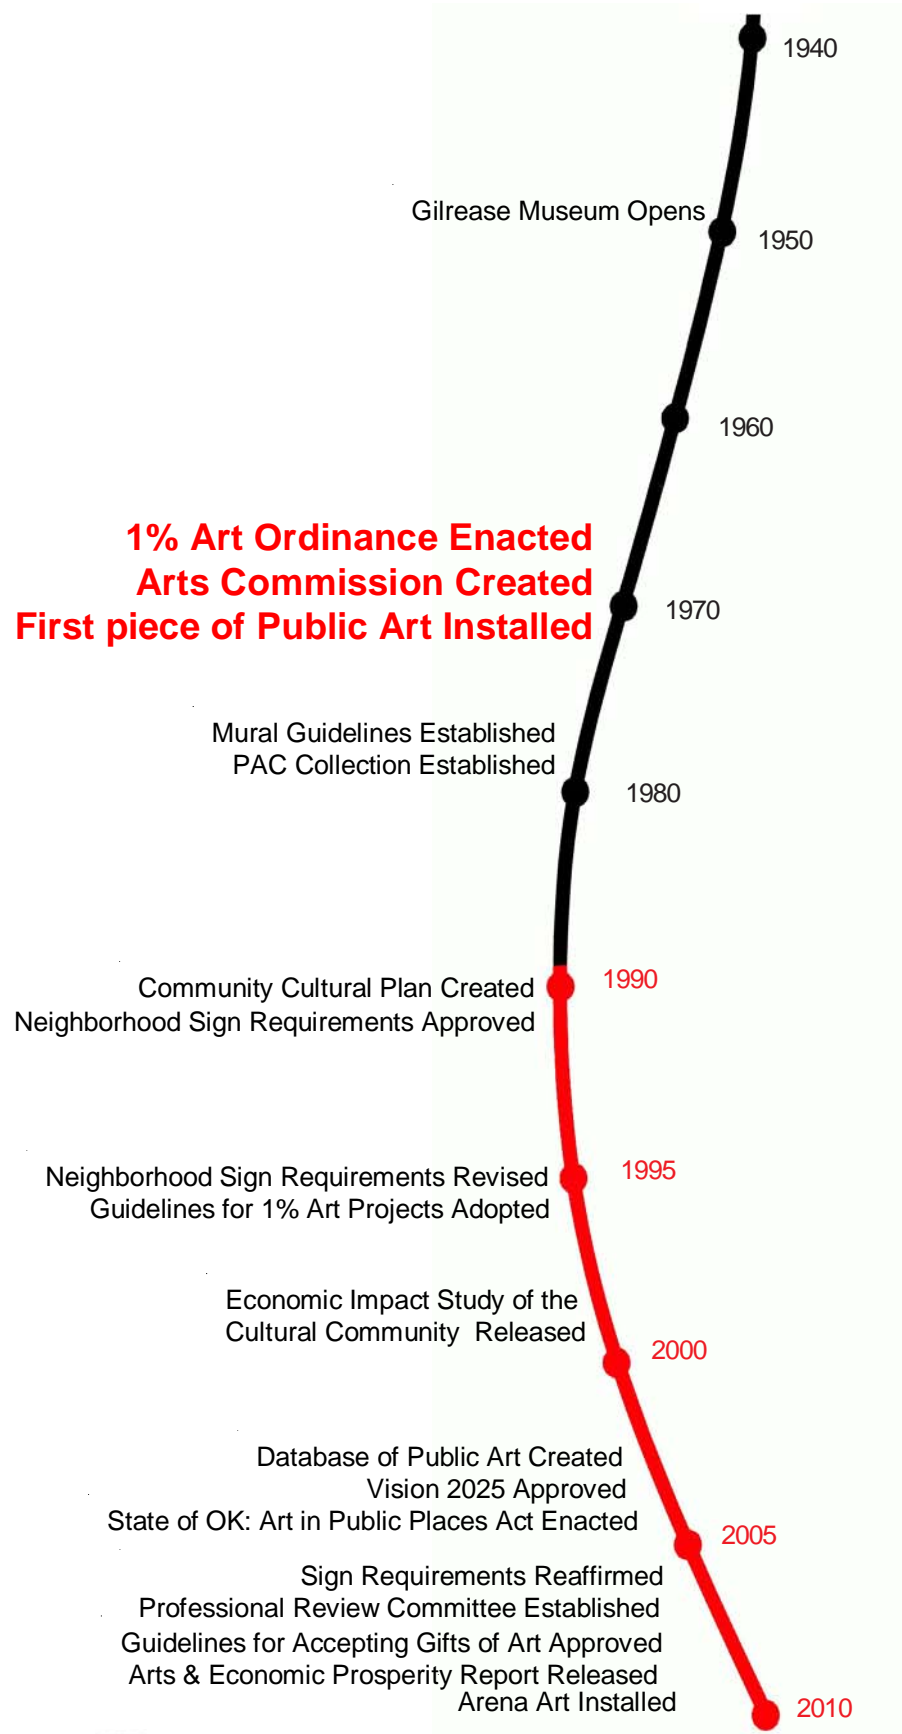 1940
Gilrease Museum Opens
1950
1960
1% Art Ordinance Enacted
Arts Commission Created
First piece of Public Art Installed
1970
Mural Guidelines Established
PAC Collection Established
1980
Community Cultural Plan Created
1990
Neighborhood Sign Requirements Approved
Neighborhood Sign Requirements Revised
1995
Guidelines for 1% Art Projects Adopted
Economic Impact Study of the
Cultural Community Released
2000
Database of Public Art Created
Vision 2025 Approved
State of OK: Art in Public Places Act Enacted
2005
Sign Requirements Reaffirmed
Professional Review Committee Established
Guidelines for Accepting Gifts of Art Approved
Arts & Economic Prosperity Report Released
Arena Art Installed
2010